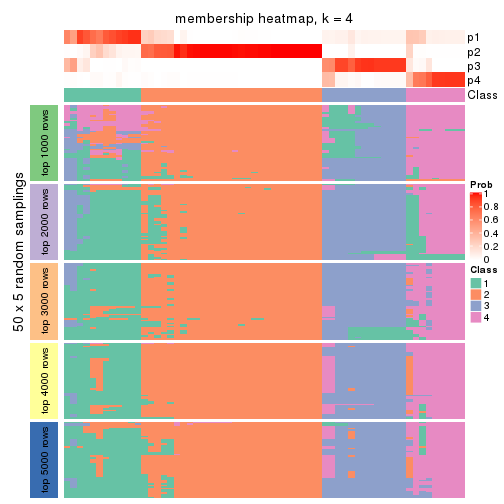 membership heatmap, k = 4
p1
p2
p3
p4
Class
50 x 5 random samplings
top 1000 rows
top 2000 rows
top 3000 rows
top 4000 rows
top 5000 rows
Prob
1
0.8
0.6
0.4
0.2
0
Class
1
2
3
4